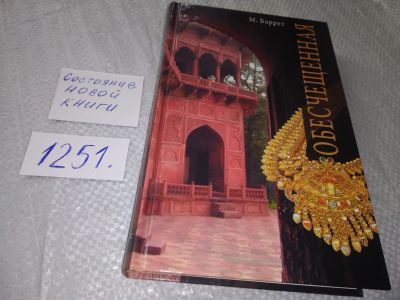 Состояние
новой
книги
1251.
М. Баррет
ОБЕСЧЕЩЕННАЯ